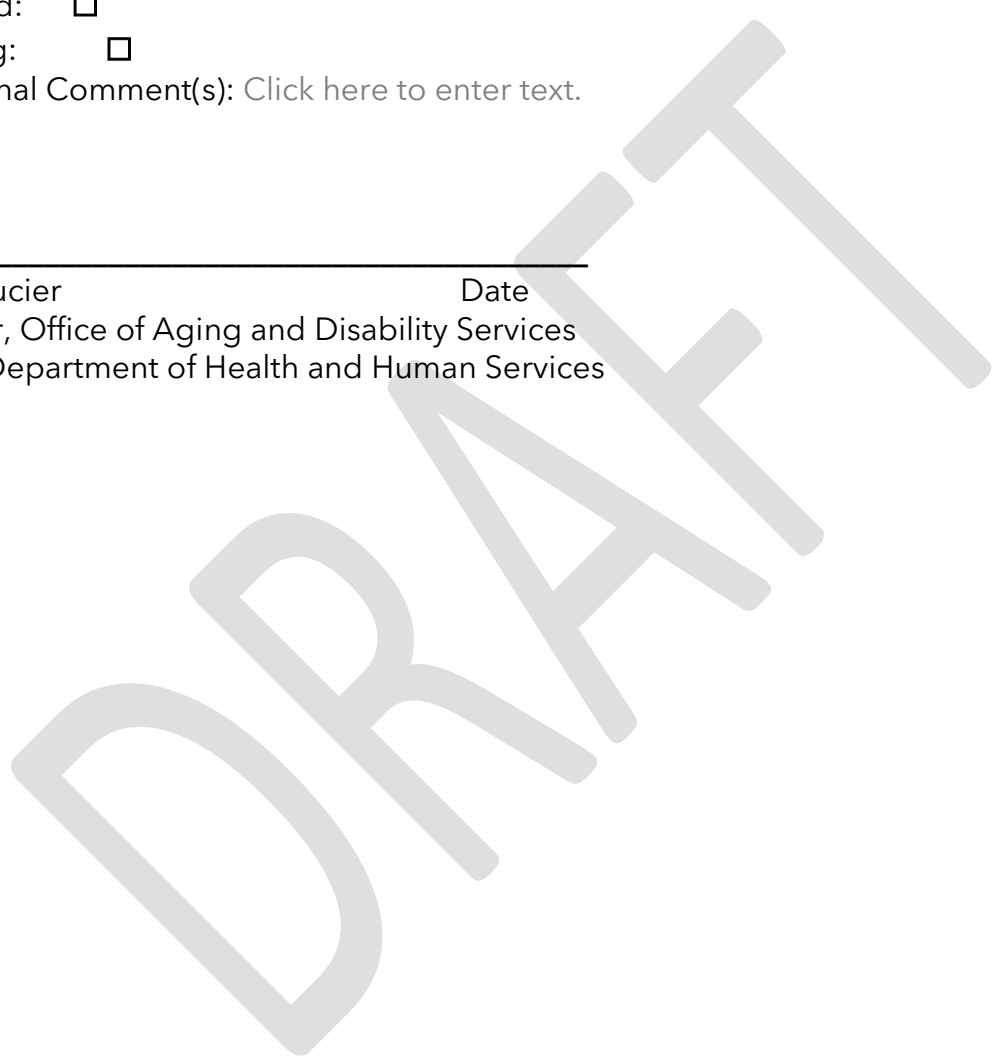 d: ☐
g: ☐
nal Comment(s): Click here to enter text.
ucier Date
r, Office of Aging and Disability Services
Department of Health and Human Services
DRAFT